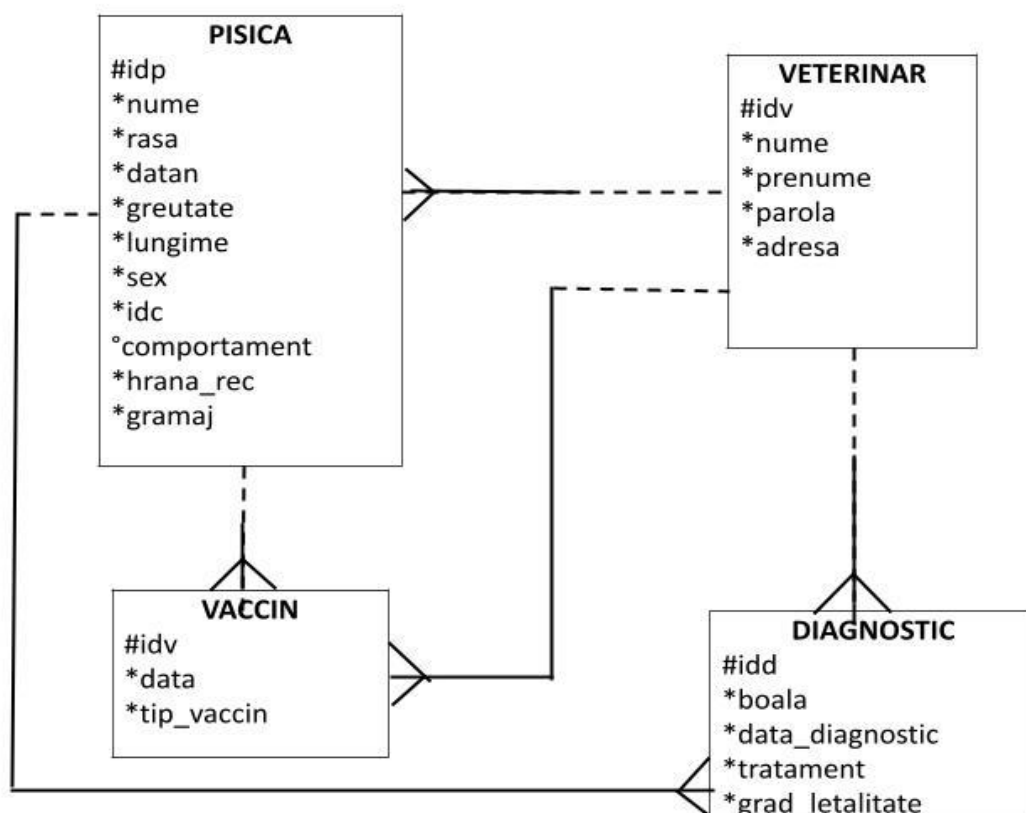 PISICA
#idp
*nume
*rasa
*datan
*greutate
*lungime
*sex
*idc
°comportament
*hrana_rec
*gramaj
VETERINAR
#idv
*nume
*prenume
*parola
*adresa
VACCIN
#idv
*data
*tip_vaccin
DIAGNOSTIC
#idd
*boala
*data_diagnostic
*tratament
*grad_letalitate